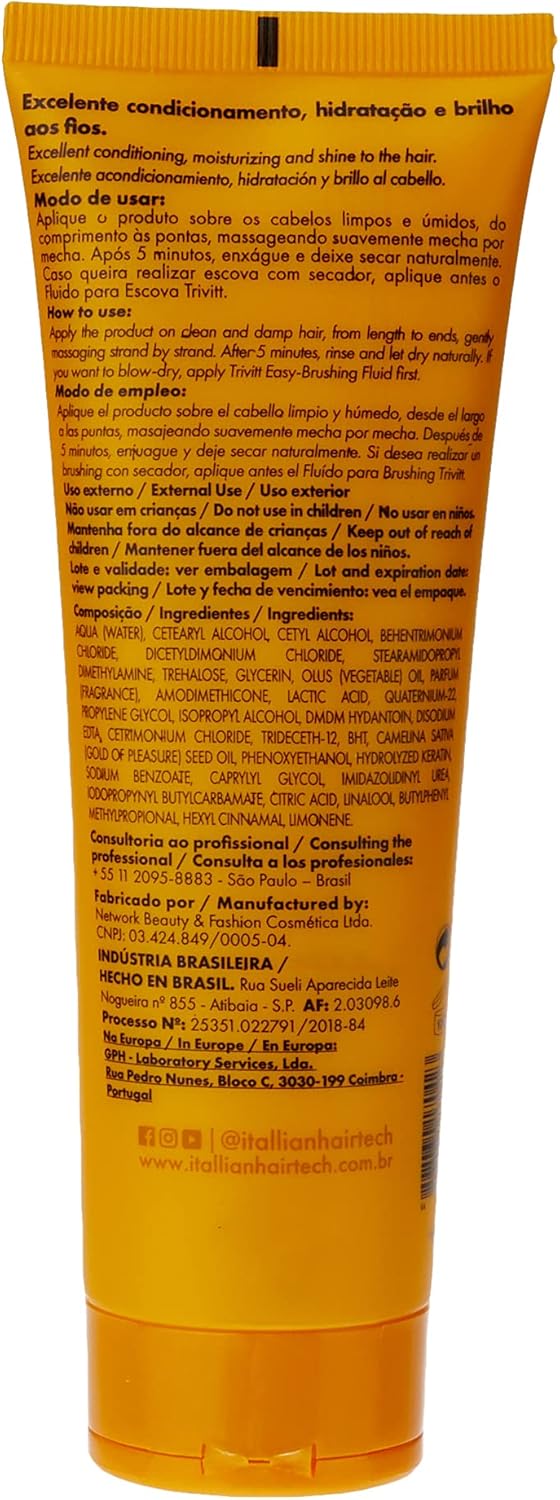 Excelente condicionamento, hidratação e brilho
aos fios.
Excellent conditioning, moisturizing and shine to the hair.
Excelente acondicionamiento, hidratación y brillo al cabello.
Modo de usar:
Aplique o produto sobre os cabelos limpos e úmidos, do
comprimento às pontas, massageando suavemente mecha por
mecha. Após 5 minutos, enxágue e deixe secar naturalmente.
Caso queira realizar escova com secador, aplique antes o
Fluido para Escova Trivitt.
How to use:
Apply the product on clean and damp hair, from length to ends, gently
massaging strand by strand. After 5 minutes, rinse and let dry naturally. If
you want to blow-dry, apply Trivitt Easy-Brushing Fluid first.
Modo de empleo:
Aplique el producto sobre el cabello limpio y húmedo, desde el largo
a las puntas, masajeando suavemente mecha por mecha. Después de
5 minutos, enjuague y deje secar naturalmente. Si desea realizar un
brushing con secador, aplique antes el Fluído para Brushing Trivitt.
Uso externo / External Use / Uso exterior
Não usar em crianças / Do not use in children / No usar en niños.
Mantenha fora do alcance de crianças / Keep out of reach of
children / Mantener fuera del alcance de los niños.
Lote e validade: ver embalagem / Lot and expiration date:
view packing / Lote y fecha de vencimiento: vea el empaque.
Composição / Ingredientes / Ingredients:
AQUA (WATER), CETEARYL ALCOHOL, CETYL ALCOHOL, BEHENTRIMONIUM
CHLORIDE, DICETYLDIMONIUM CHLORIDE, STEARAMIDOPROPYL
DIMETHYLAMINE, TREHALOSE, GLYCERIN, OLUS (VEGETABLE) OIL, PARFUM
(FRAGRANCE), AMODIMETHICONE, LACTIC ACID, QUATERNIUM-22,
PROPYLENE GLYCOL, ISOPROPYL ALCOHOL, DMDM HYDANTOIN, DISODIUM
EDTA, CETRIMONIUM CHLORIDE, TRIDECETH-12, BHT, CAMELINA SATIVA
(GOLD OF PLEASURE) SEED OIL, PHENOXYETHANOL, HYDROLYZED KERATIN,
SODIUM BENZOATE, CAPRYLYL GLYCOL, IMIDAZOLIDINYL UREA,
IODOPROPYNYL BUTYLCARBAMATE, CITRIC ACID, LINALOOL, BUTYLPHENYL
METHYLPROPIONAL, HEXYL CINNAMAL, LIMONENE.
Consultoria ao profissional / Consulting the
professional / Consulta a los profesionales:
+55 11 2095-8883 - São Paulo – Brasil
Fabricado por / Manufactured by:
Network Beauty & Fashion Cosmética Ltda.
CNPJ: 03.424.849/0005-04.
INDÚSTRIA BRASILEIRA /
HECHO EN BRASIL. Rua Sueli Aparecida Leite
Nogueira nº 855 - Atibaia - S.P. AF: 2.03098.6
Processo Nº: 25351.022791/2018-84
Na Europa / In Europe / En Europa:
GPH - Laboratory Services, Lda.
Rua Pedro Nunes, Bloco C, 3030-199 Coimbra -
Portugal
| @itallianhairtech
www.itallianhairtech.com.br